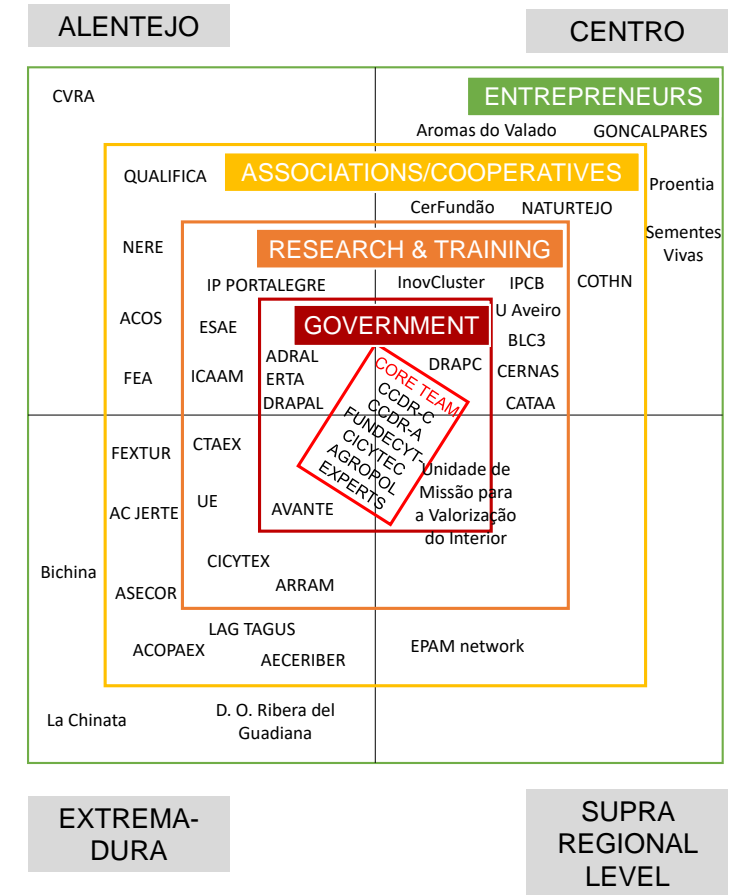 ALENTEJO
CENTRO
CVRA
ENTREPRENEURS
Aromas do Valado
GONCALPARES
QUALIFICA
ASSOCIATIONS/COOPERATIVES
Proentia
CerFundão
NATURTEJO
Sementes
Vivas
NERE
RESEARCH & TRAINING
IP PORTALEGRE
InovCluster
IPCB
COTHN
U Aveiro
ACOS
ESAE
GOVERNMENT
BLC3
ADRAL
ERTA
DRAPAL
DRAPC
CERNAS
FEA
ICAAM
CATAA
CORE TEAM
CCDR-C
CCDR-A
FUNDECYT-
CICYTEC
AGROPOL
EXPERTS
FEXTUR
CTAEX
Unidade de
Missão para
a Valorização
do Interior
UE
AC JERTE
AVANTE
Bichina
CICYTEX
ARRAM
ASECOR
LAG TAGUS
ACOPAEX
AECERIBER
EPAM network
La Chinata
D. O. Ribera del
Guadiana
EXTREMA-
DURA
SUPRA
REGIONAL
LEVEL